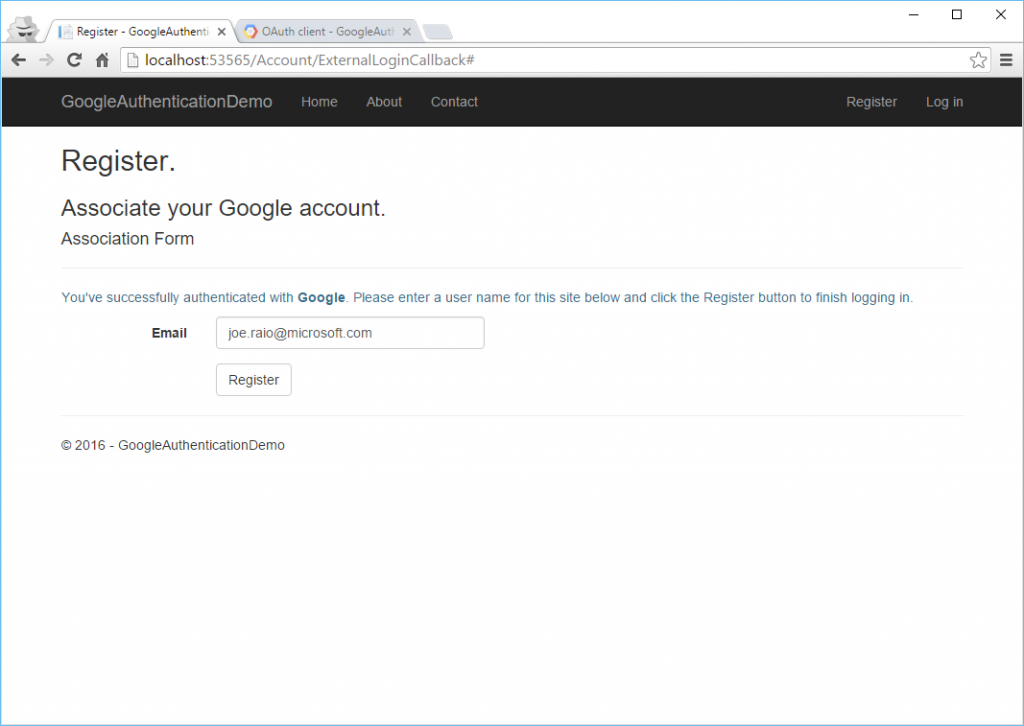 Register - GoogleAuthenti
OAuth client - GoogleAuth
localhost:53565/Account/ExternalLoginCallback#
GoogleAuthenticationDemo Home About Contact Register Log in
Register.
Associate your Google account.
Association Form
You've successfully authenticated with Google. Please enter a user name for this site below and click the Register button to finish logging in.
Email joe.raio@microsoft.com
Register
© 2016 - GoogleAuthenticationDemo